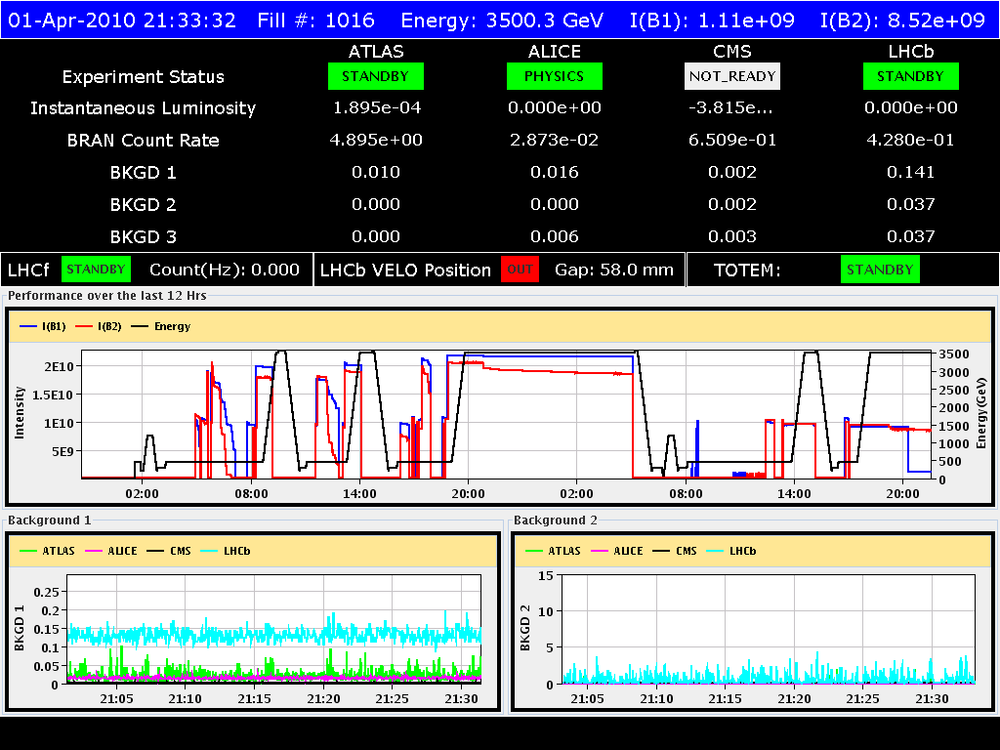 01-Apr-2010 21:33:32 Fill #: 1016 Energy: 3500.3 GeV I(B1): 1.11e+09 I(B2): 8.52e+09
ATLAS ALICE CMS LHCb
Experiment Status STANDBY PHYSICS NOT_READY STANDBY
Instantaneous Luminosity 1.895e-04 0.000e+00 -3.815e... 0.000e+00
BRAN Count Rate 4.895e+00 2.873e-02 6.509e-01 4.280e-01
BKGD 1 0.010 0.016 0.002 0.141
BKGD 2 0.000 0.000 0.002 0.037
BKGD 3 0.000 0.006 0.003 0.037
LHCf STANDBY Count(Hz): 0.000 LHCb VELO Position OUT Gap: 58.0 mm TOTEM: STANDBY
Performance over the last 12 Hrs
I(B1) I(B2) Energy
Intensity
2E10
1.5E10
1E10
5E9
3500
3000
2500
2000
1500
1000
500
0
Energy(GeV)
02:00 08:00 14:00 20:00 02:00 08:00 14:00 20:00
Background 1
ATLAS ALICE CMS LHCb
BKGD 1
0.25
0.2
0.15
0.1
0.05
0
21:05 21:10 21:15 21:20 21:25 21:30
Background 2
ATLAS ALICE CMS LHCb
BKGD 2
15
10
5
0
21:05 21:10 21:15 21:20 21:25 21:30